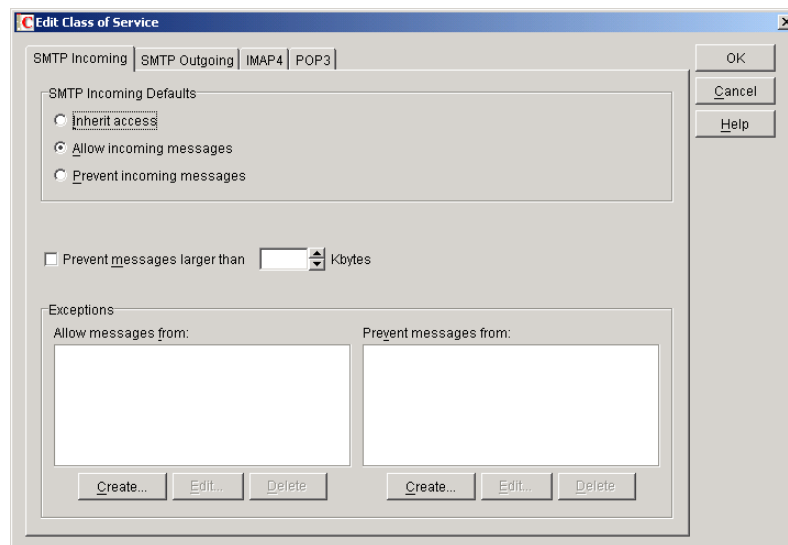 Edit Class of Service
SMTP Incoming
SMTP Outgoing
IMAP4
POP3
OK
Cancel
Help
SMTP Incoming Defaults
Inherit access
Allow incoming messages
Prevent incoming messages
Prevent messages larger than Kbytes
Exceptions
Allow messages from:
Prevent messages from:
Create... Edit... Delete
Create... Edit... Delete